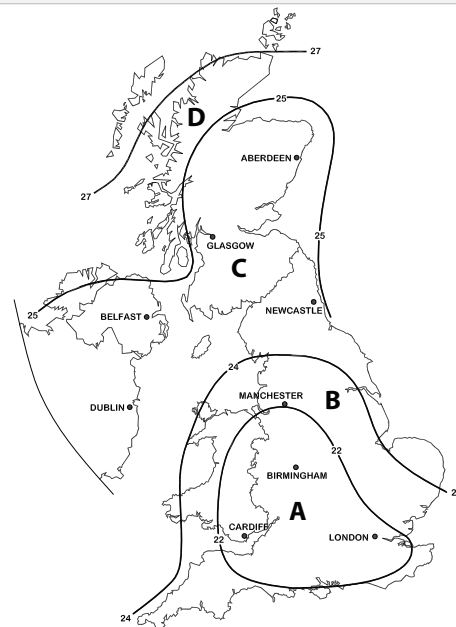 27
D
25
ABERDEEN
27
25
GLASGOW
C
25
BELFAST
NEWCASTLE
24
MANCHESTER
B
DUBLIN
22
BIRMINGHAM
A
CARDIFF
22
LONDON
24